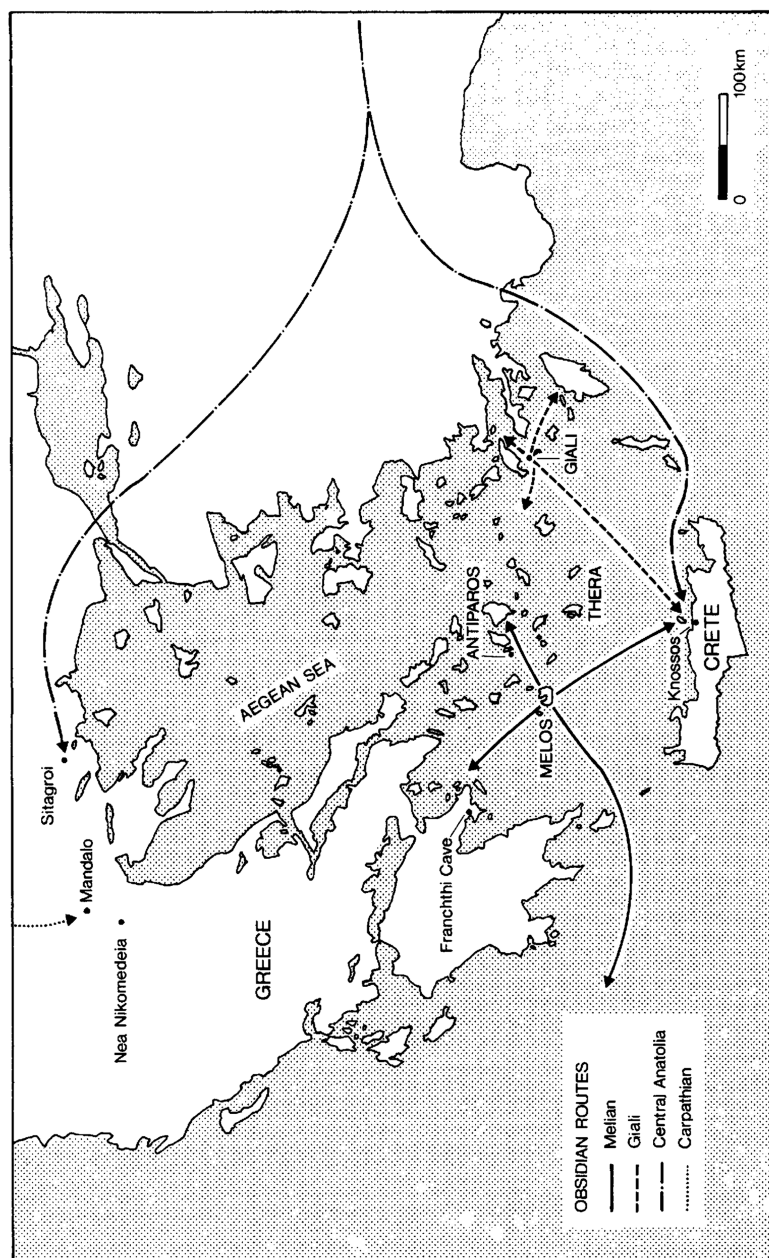 Sitagroi
Mandalo
Nea Nikomedeia
AEGEAN SEA
GREECE
Franchthi Cave
ANTIPAROS
MELOS
THERA
GIALI
Knossos
CRETE
OBSIDIAN ROUTES
Melian
Giali
Central Anatolia
Carpathian
0 100km